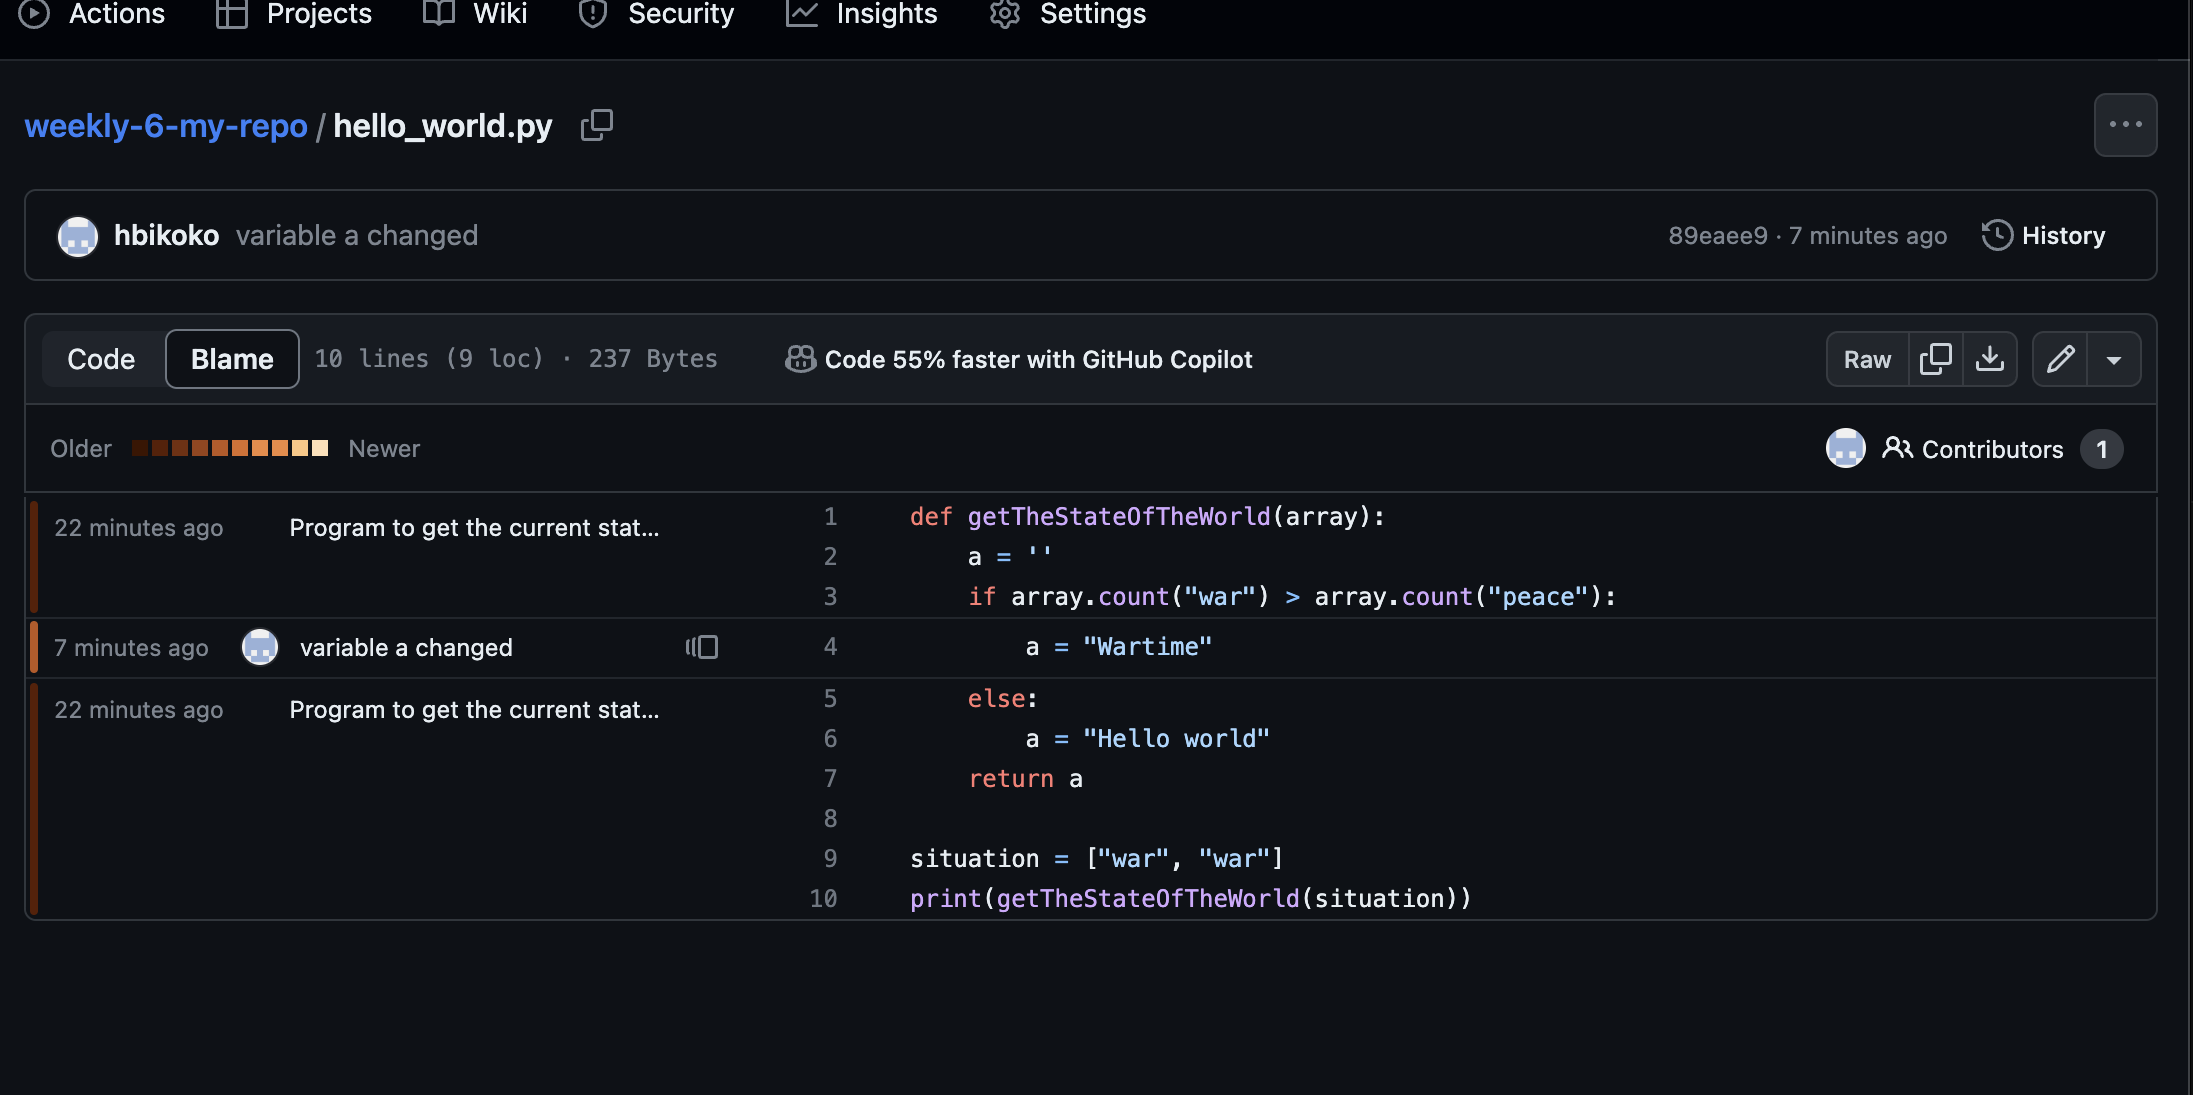 Actions Projects Wiki Security Insights Settings
weekly-6-my-repo / hello_world.py
hbikoko variable a changed 89eaee9 · 7 minutes ago History
Code Blame 10 lines (9 loc) · 237 Bytes Code 55% faster with GitHub Copilot Raw
Older Newer Contributors 1
22 minutes ago Program to get the current stat... 1 def getTheStateOfTheWorld(array):
2 a = ''
3 if array.count("war") > array.count("peace"):
7 minutes ago variable a changed 4 a = "Wartime"
22 minutes ago Program to get the current stat... 5 else:
6 a = "Hello world"
7 return a
8
9 situation = ["war", "war"]
10 print(getTheStateOfTheWorld(situation))